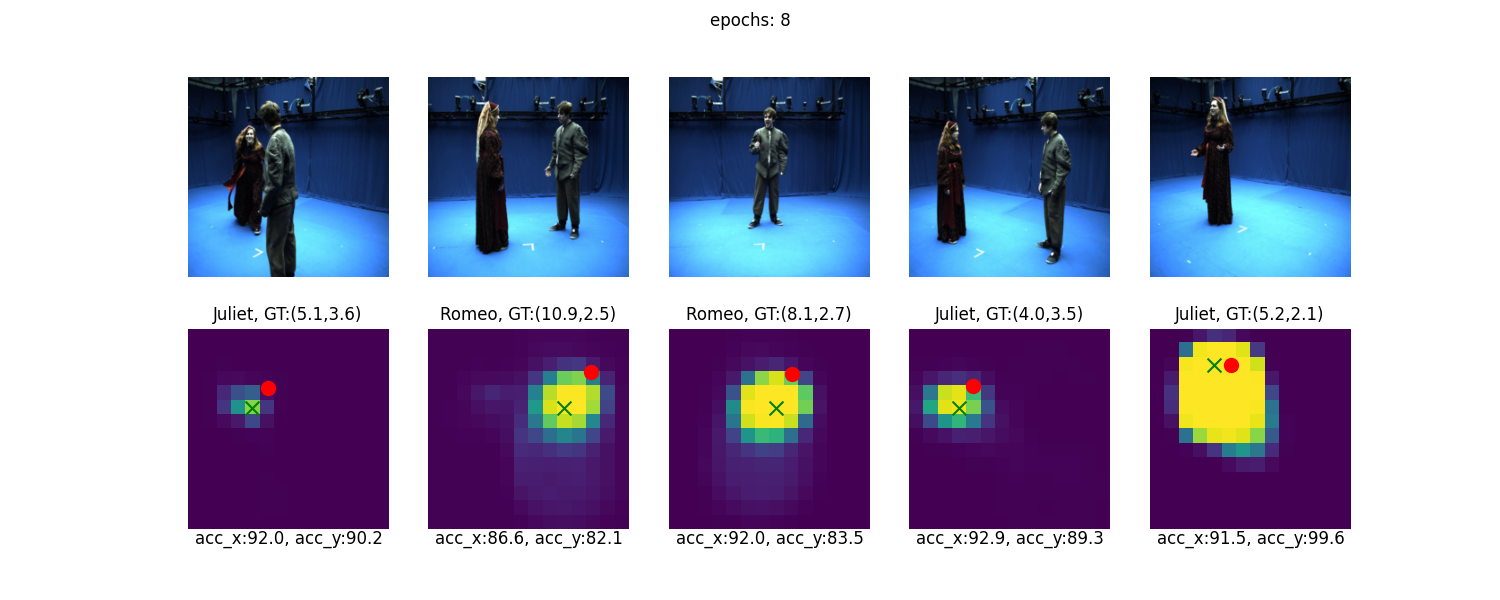 epochs: 8
Juliet, GT:(5.1,3.6)
Romeo, GT:(10.9,2.5)
Romeo, GT:(8.1,2.7)
Juliet, GT:(4.0,3.5)
Juliet, GT:(5.2,2.1)
acc_x:92.0, acc_y:90.2
acc_x:86.6, acc_y:82.1
acc_x:92.0, acc_y:83.5
acc_x:92.9, acc_y:89.3
acc_x:91.5, acc_y:99.6